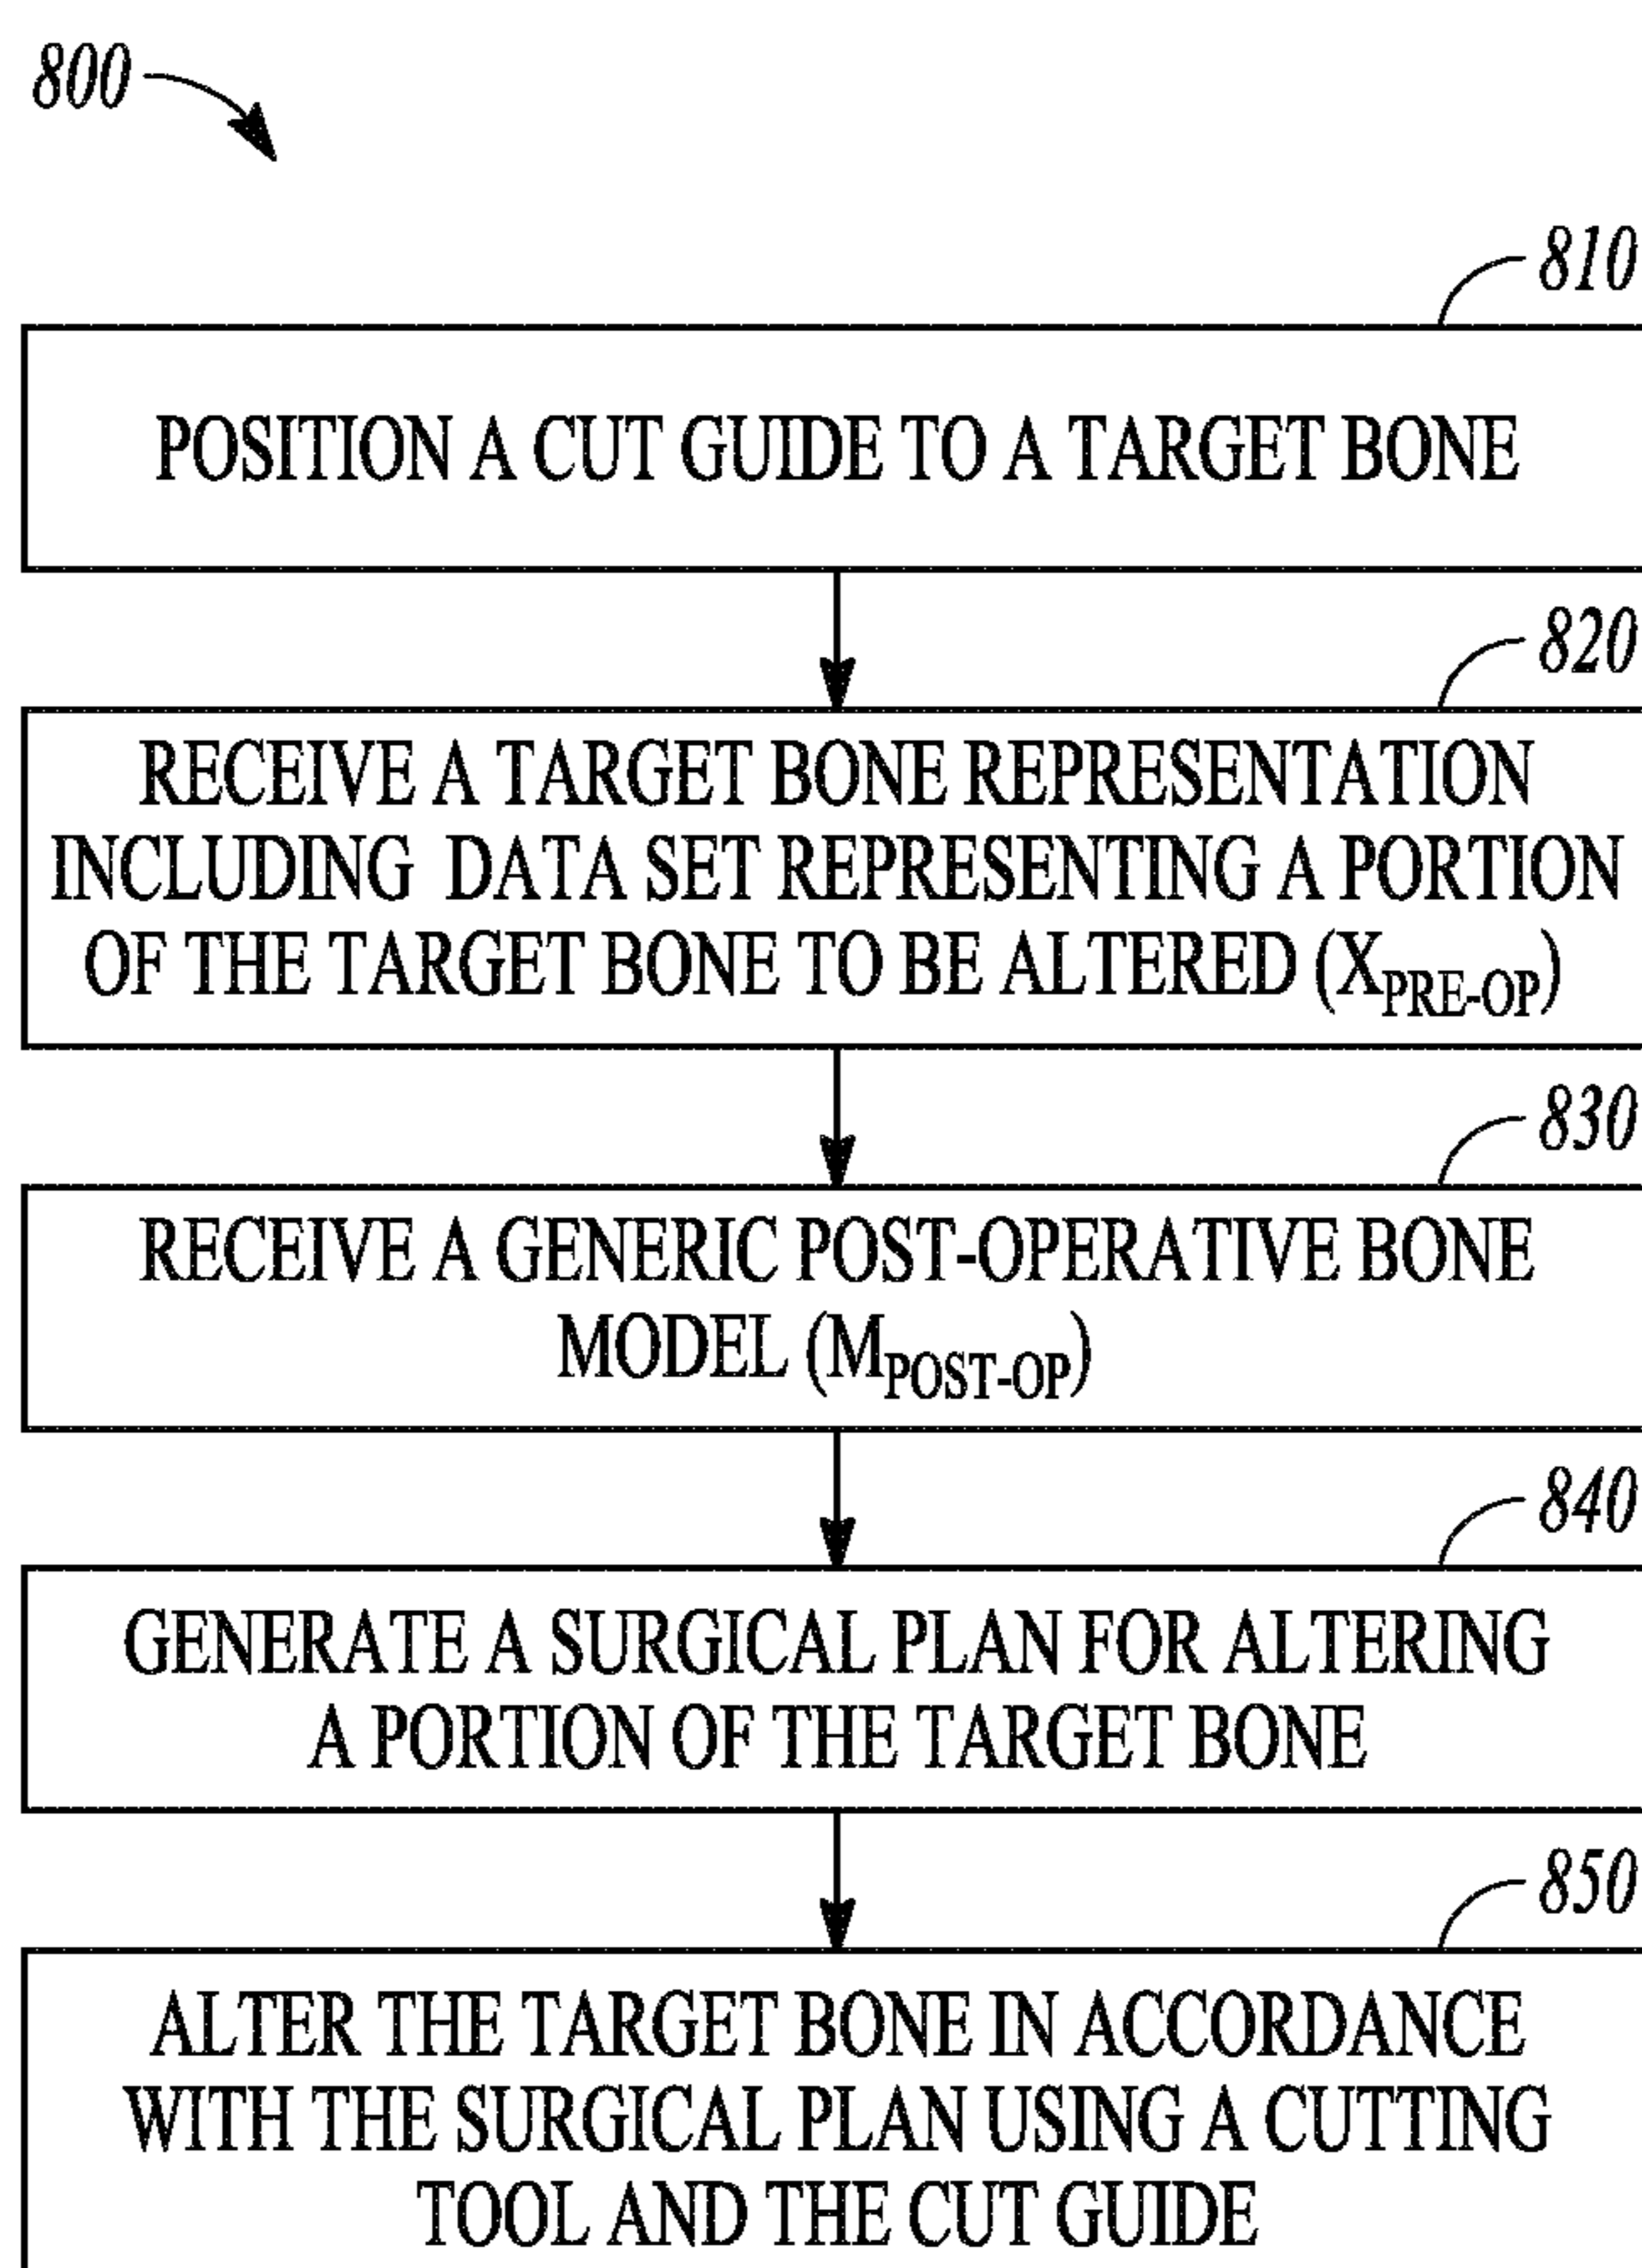 800
810
POSITION A CUT GUIDE TO A TARGET BONE
820
RECEIVE A TARGET BONE REPRESENTATION
INCLUDING DATA SET REPRESENTING A PORTION
OF THE TARGET BONE TO BE ALTERED (XPRE-OP)
830
RECEIVE A GENERIC POST-OPERATIVE BONE
MODEL (MPOST-OP)
840
GENERATE A SURGICAL PLAN FOR ALTERING
A PORTION OF THE TARGET BONE
850
ALTER THE TARGET BONE IN ACCORDANCE
WITH THE SURGICAL PLAN USING A CUTTING
TOOL AND THE CUT GUIDE